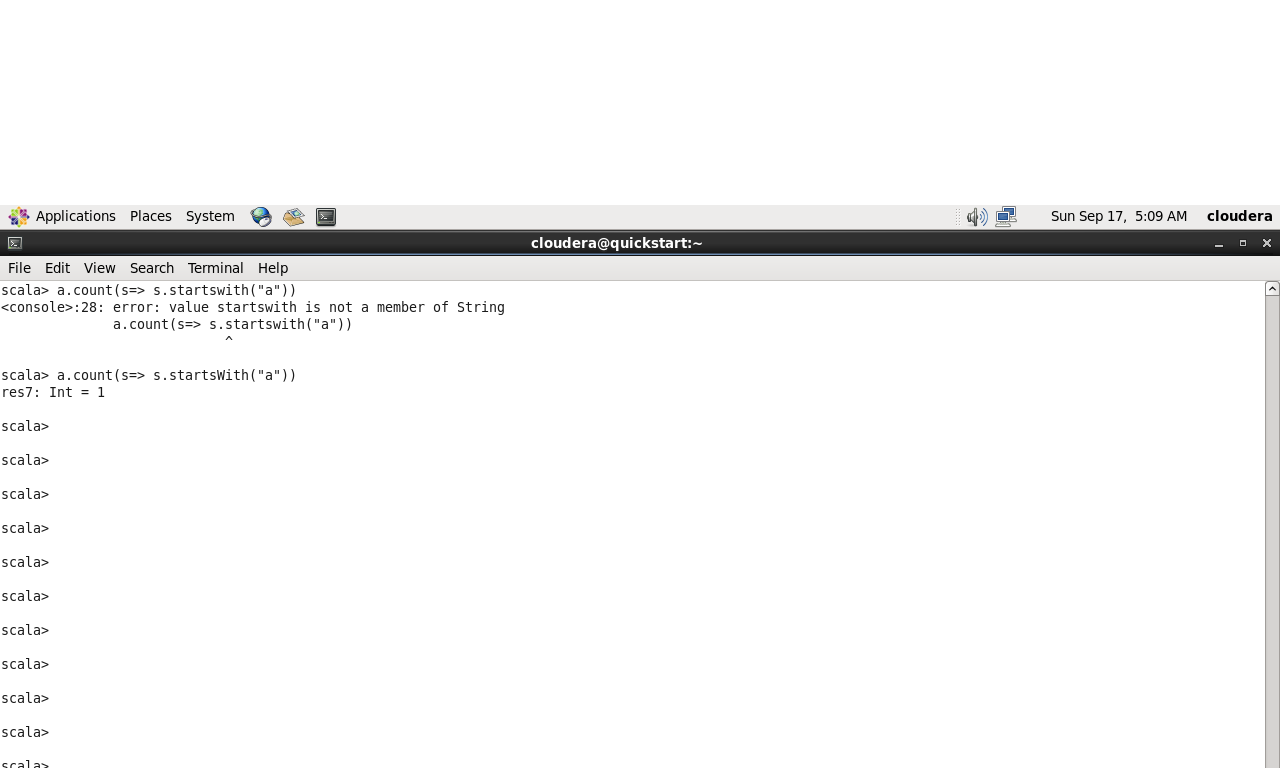 Applications Places System Sun Sep 17, 5:09 AM cloudera
cloudera@quickstart:~
File Edit View Search Terminal Help
scala> a.count(s=> s.startswith("a"))
<console>:28: error: value startswith is not a member of String
              a.count(s=> s.startswith("a"))
                            ^
scala> a.count(s=> s.startsWith("a"))
res7: Int = 1
scala>
scala>
scala>
scala>
scala>
scala>
scala>
scala>
scala>
scala>
scala>